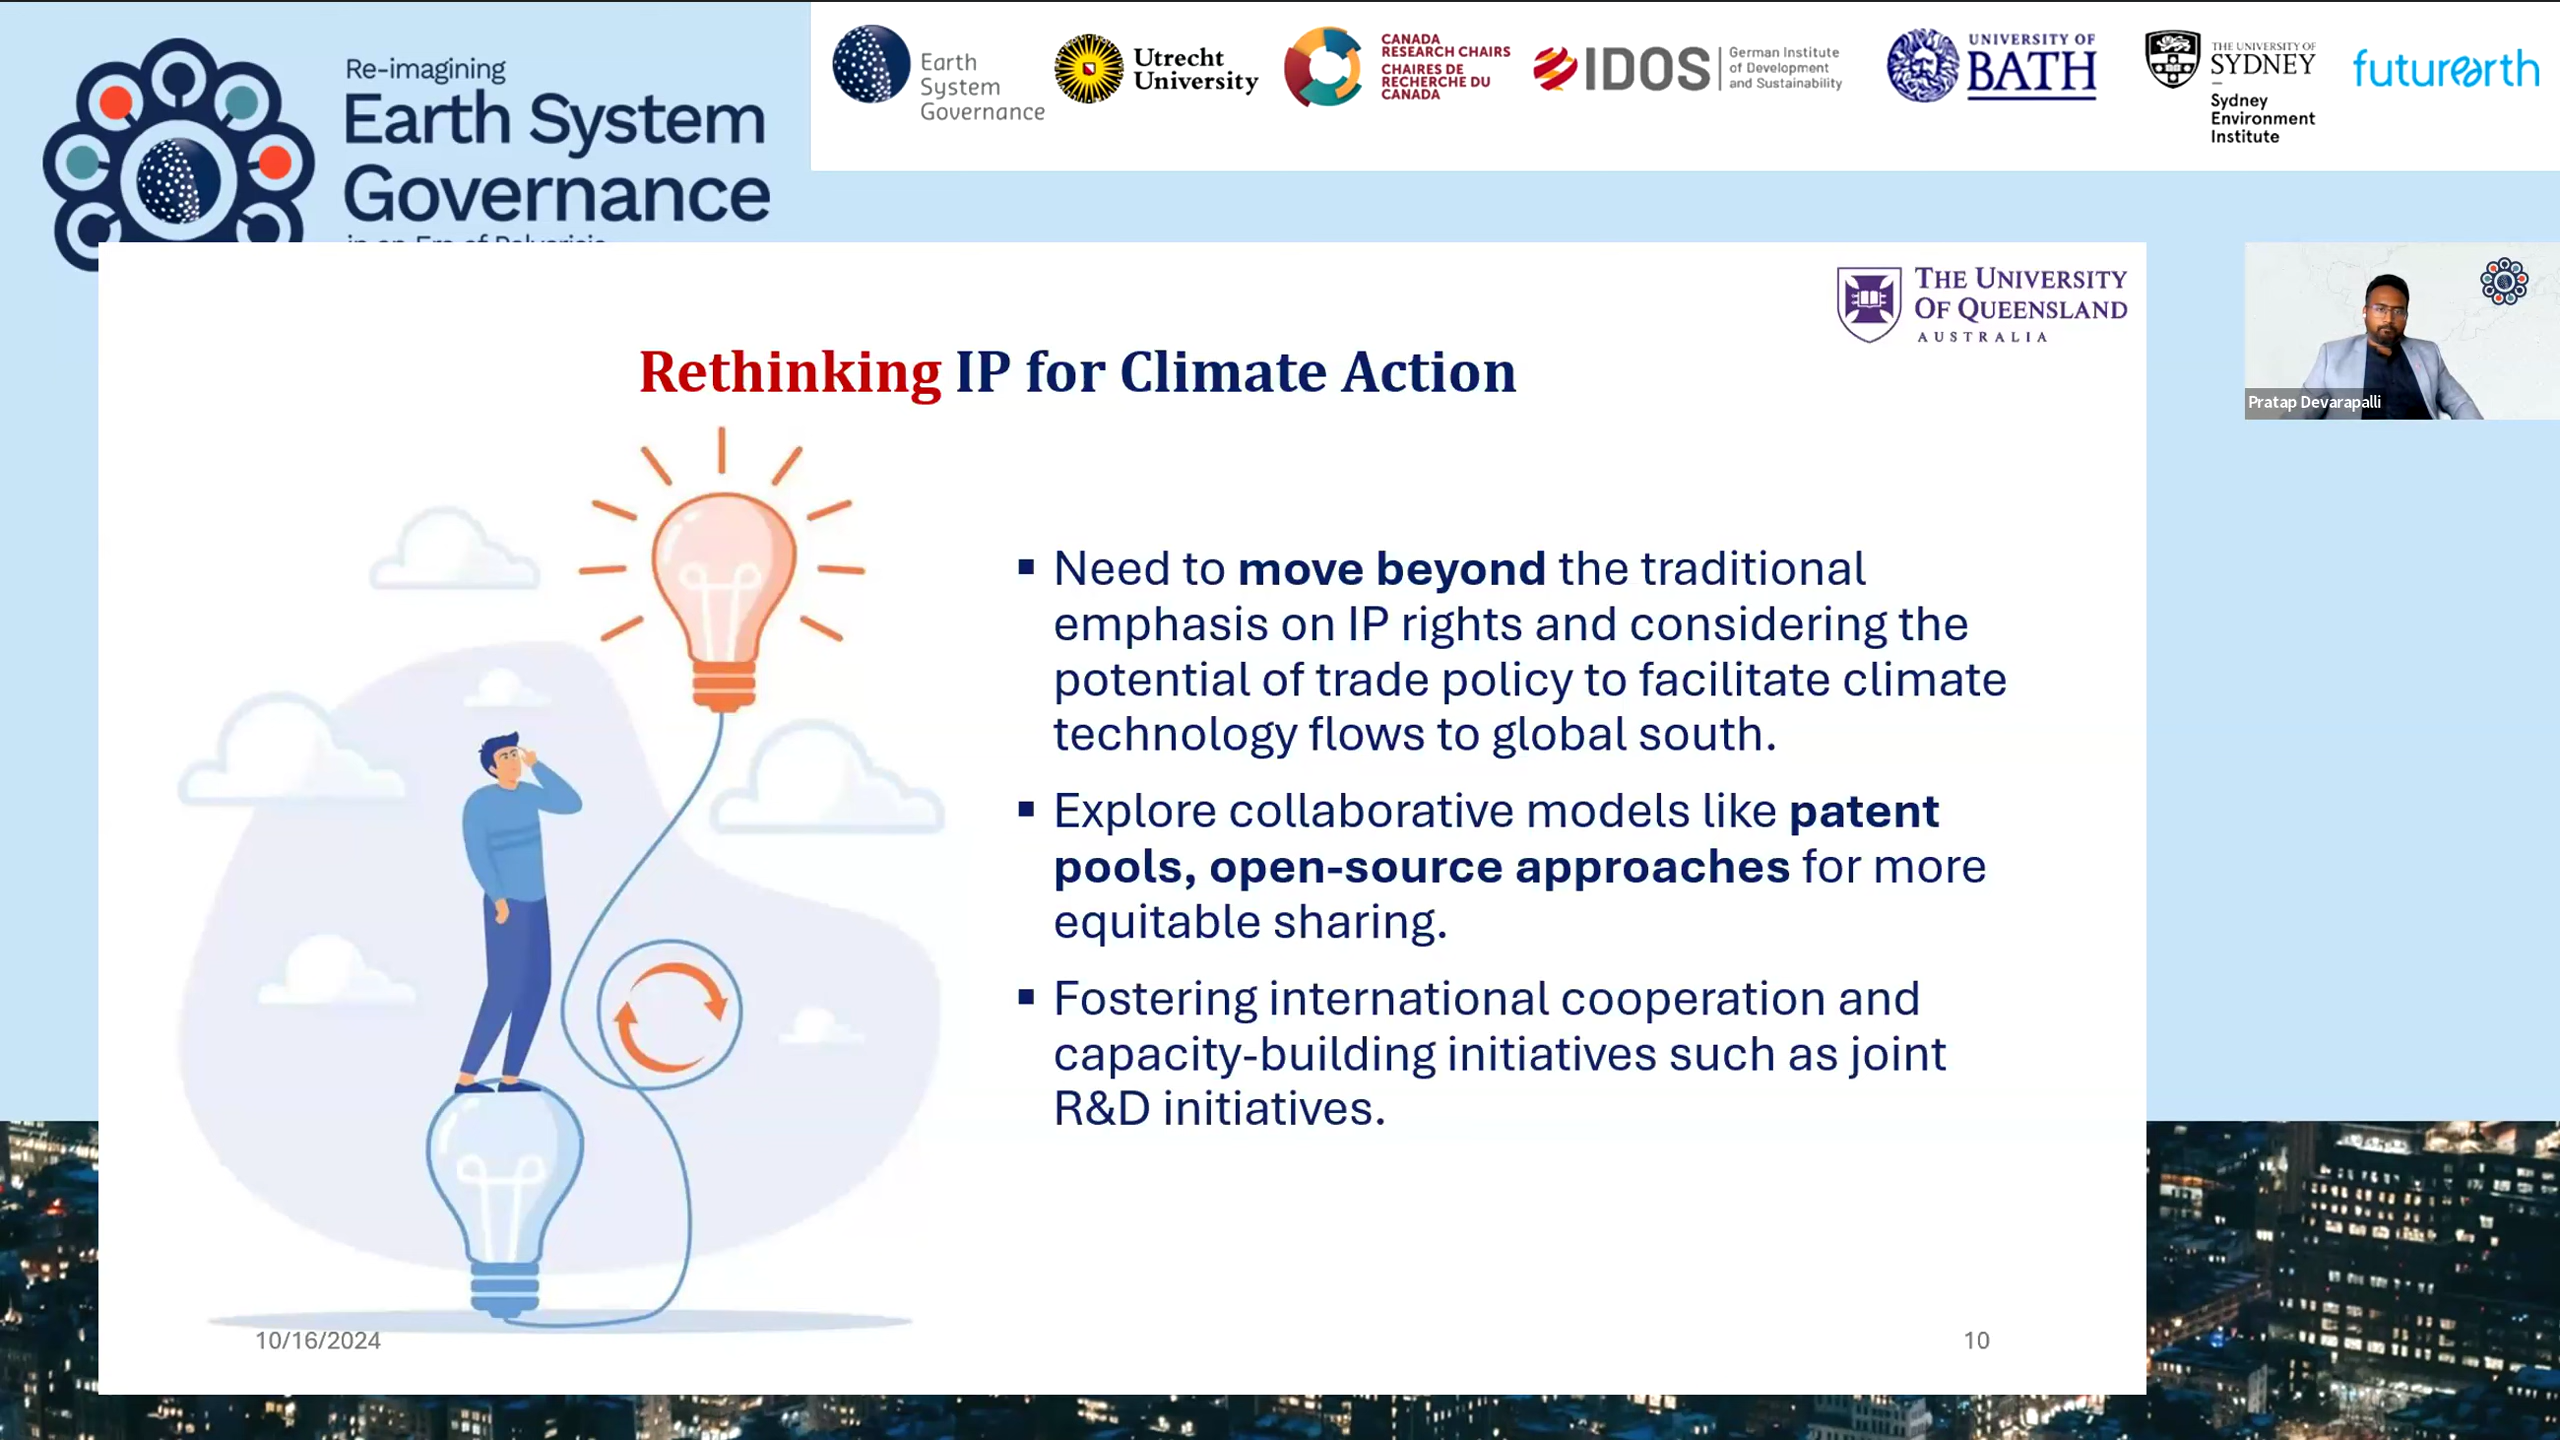 Re-imagining
Earth System
Governance
in an Era of Polycrisis
Earth
System
Governance
Utrecht
University
CANADA
RESEARCH CHAIRS
CHAIRES DE
RECHERCHE DU
CANADA
IDOS
German Institute
of Development
and Sustainability
UNIVERSITY OF
BATH
THE UNIVERSITY OF
SYDNEY
Sydney
Environment
Institute
futurearth
THE UNIVERSITY
OF QUEENSLAND
AUSTRALIA
Pratap Devarapalli
Rethinking IP for Climate Action
▪ Need to move beyond the traditional
emphasis on IP rights and considering the
potential of trade policy to facilitate climate
technology flows to global south.
▪ Explore collaborative models like patent
pools, open-source approaches for more
equitable sharing.
▪ Fostering international cooperation and
capacity-building initiatives such as joint
R&D initiatives.
10/16/2024
10